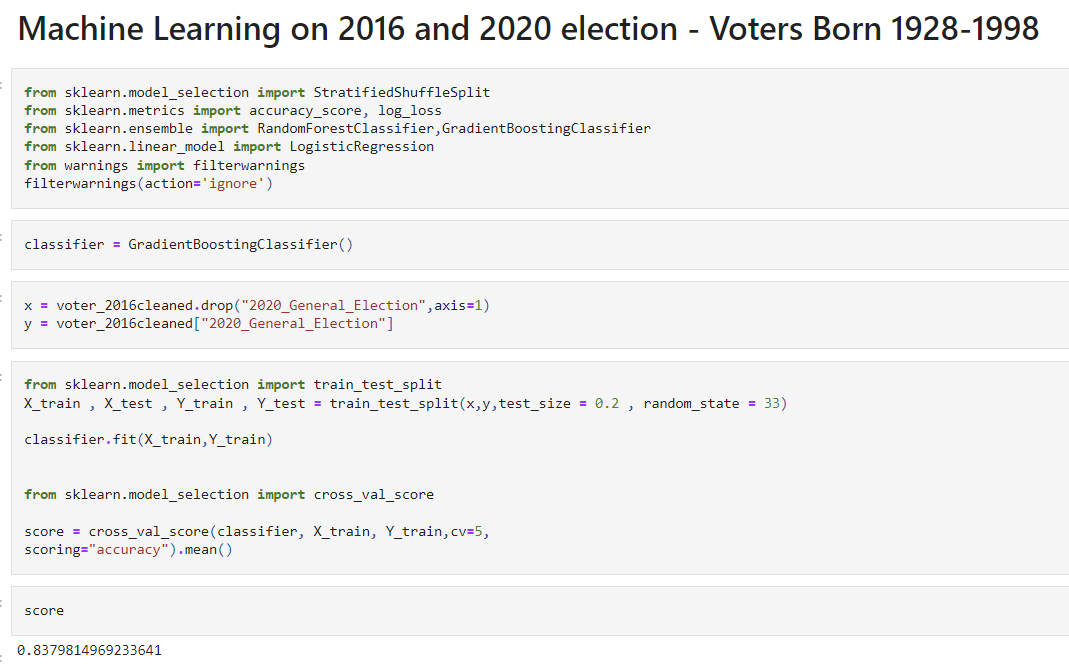 Machine Learning on 2016 and 2020 election - Voters Born 1928-1998
from sklearn.model_selection import StratifiedShuffleSplit
from sklearn.metrics import accuracy_score, log_loss
from sklearn.ensemble import RandomForestClassifier,GradientBoostingClassifier
from sklearn.linear_model import LogisticRegression
from warnings import filterwarnings
filterwarnings(action='ignore')
classifier = GradientBoostingClassifier()
x = voter_2016cleaned.drop("2020_General_Election",axis=1)
y = voter_2016cleaned["2020_General_Election"]
from sklearn.model_selection import train_test_split
X_train , X_test , Y_train , Y_test = train_test_split(x,y,test_size = 0.2 , random_state = 33)
classifier.fit(X_train,Y_train)
from sklearn.model_selection import cross_val_score
score = cross_val_score(classifier, X_train, Y_train,cv=5,
scoring="accuracy").mean()
score
0.8379814969233641